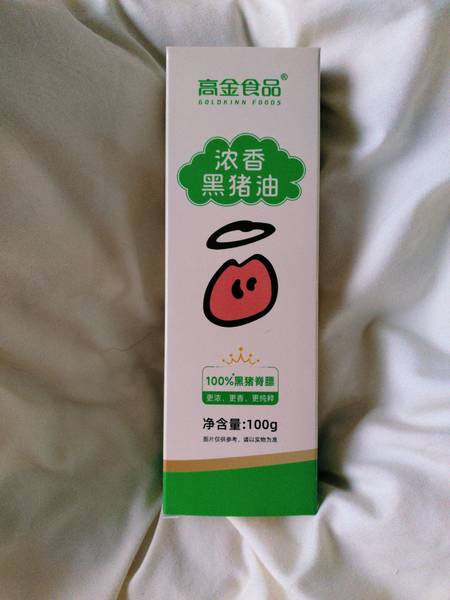 高金食品®
GOLDKINN FOODS
浓香
黑猪油
100%黑猪脊膘
更浓、更香、更纯粹
净含量:100g
图片仅供参考，请以实物为准